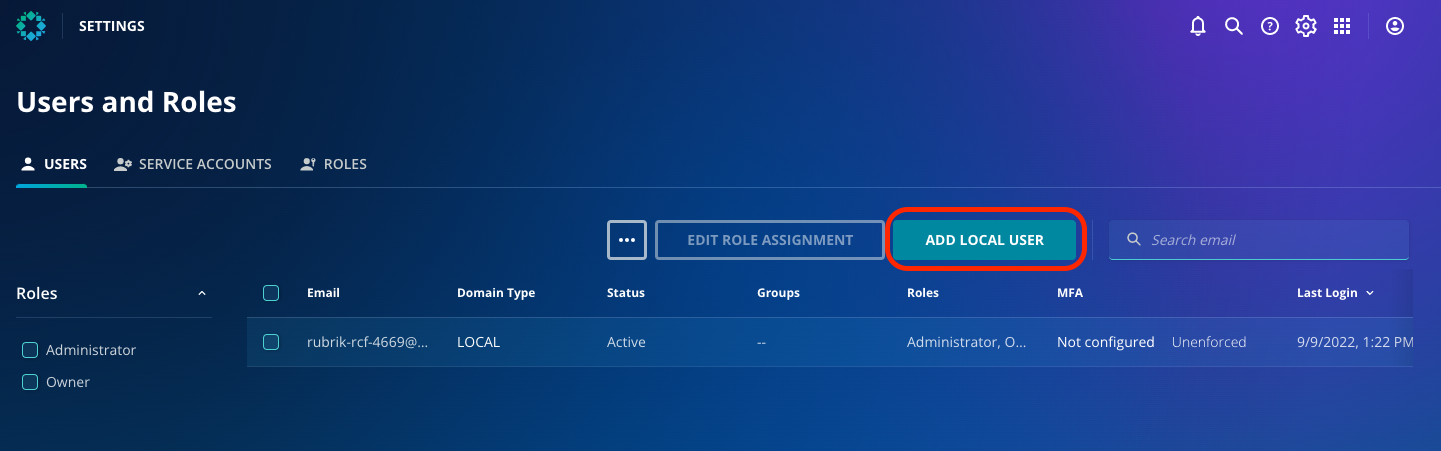 SETTINGS
Users and Roles
USERS SERVICE ACCOUNTS ROLES
... EDIT ROLE ASSIGNMENT ADD LOCAL USER Search email
Roles Email Domain Type Status Groups Roles MFA Last Login
rubrik-rcf-4669@... LOCAL Active -- Administrator, O... Not configured Unenforced 9/9/2022, 1:22 PM
Administrator
Owner